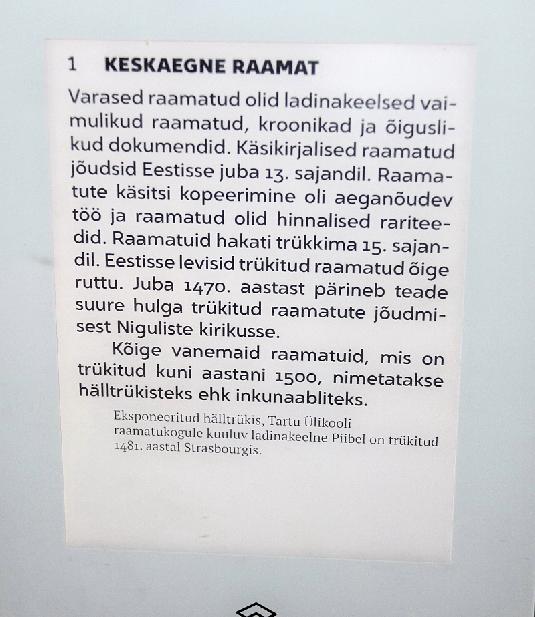 1 KESKAEGNE RAAMAT
Varased raamatud olid ladinakeelsed vai-
mulikud raamatud, kroonikad ja õigusli-
kud dokumendid. Käsikirjalised raamatud
jõudsid Eestisse juba 13. sajandil. Raama-
tute käsitsi kopeerimine oli aeganõudev
töö ja raamatud olid hinnalised raritee-
did. Raamatuid hakati trükkima 15. sajan-
dil. Eestisse levisid trükitud raamatud õige
ruttu. Juba 1470. aastast pärineb teade
suure hulga trükitud raamatute jõudmi-
sest Niguliste kirikusse.
Kõige vanemaid raamatuid, mis on
trükitud kuni aastani 1500, nimetatakse
hälltrükisteks ehk inkunaabliteks.
Eksponeeritud hälltrükis, Tartu Ülikooli
raamatukogule kuuluv ladinakeelne Piibel on trükitud
1481. aastal Strasbourgis.